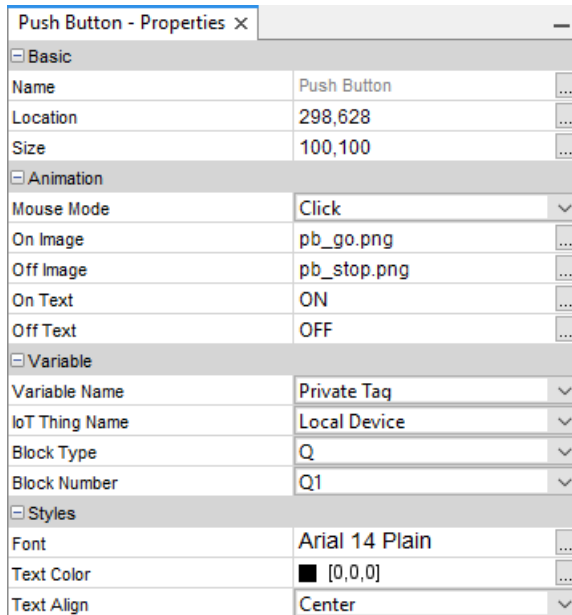 Push Button - Properties ×
Basic
Name Push Button ...
Location 298,628 ...
Size 100,100 ...
Animation
Mouse Mode Click
On Image pb_go.png ...
Off Image pb_stop.png ...
On Text ON ...
Off Text OFF ...
Variable
Variable Name Private Tag
IoT Thing Name Local Device
Block Type Q
Block Number Q1
Styles
Font Arial 14 Plain ...
Text Color [0,0,0] ...
Text Align Center